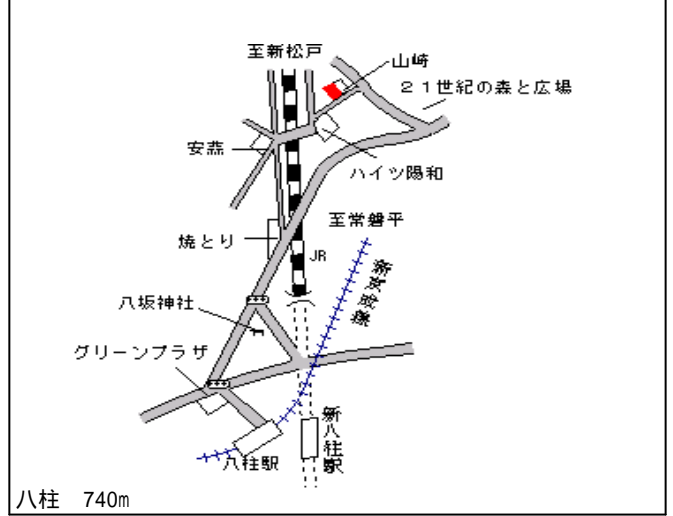 至新松戸
山崎
21世紀の森と広場
安燕
ハイツ陽和
至常磐平
焼とり
JR
新京成線
八坂神社
グリーンプラザ
新八柱駅
八柱駅
八柱 740m